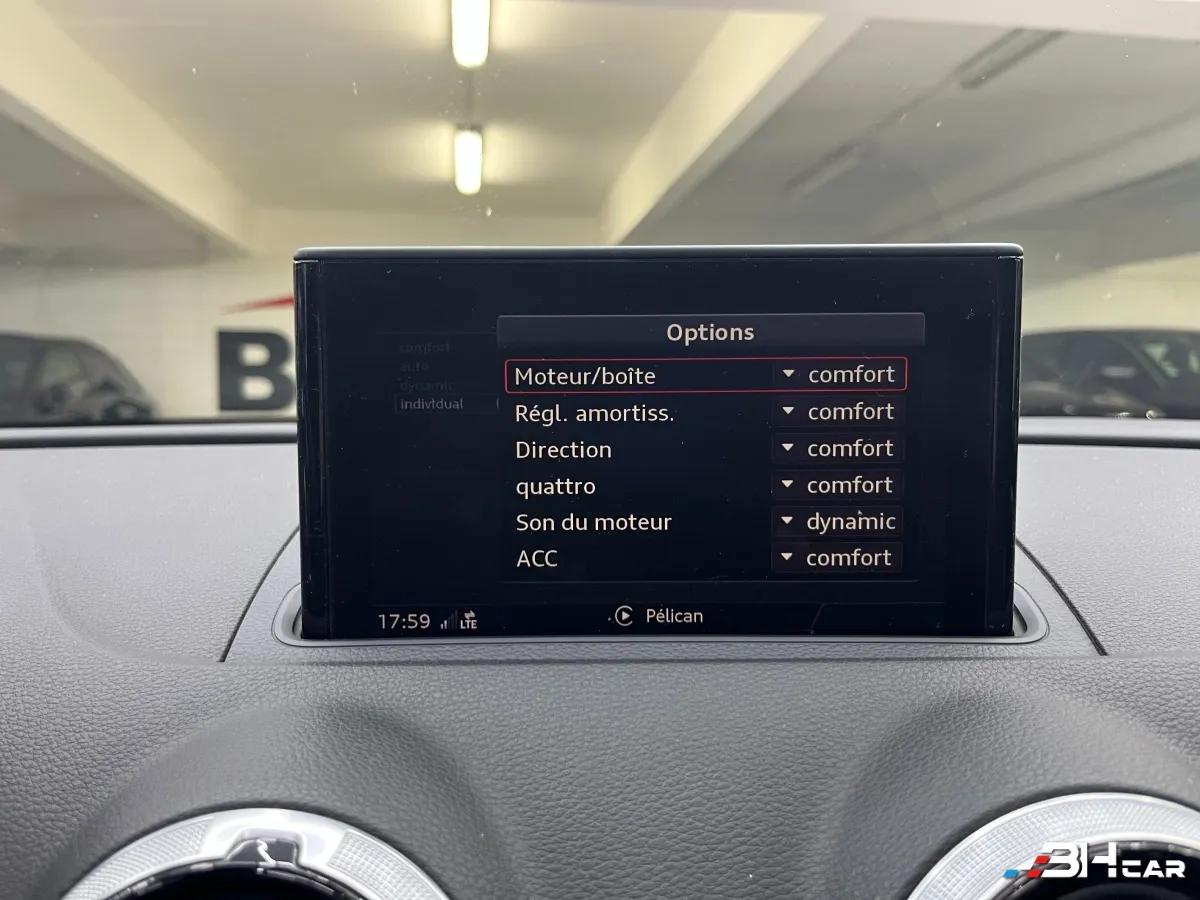 B
Options
comfort
auto
dynamic
individual
Moteur/boîte comfort
Régl. amortiss. comfort
Direction comfort
quattro comfort
Son du moteur dynamic
ACC comfort
17:59 LTE Pélican
BHCAR